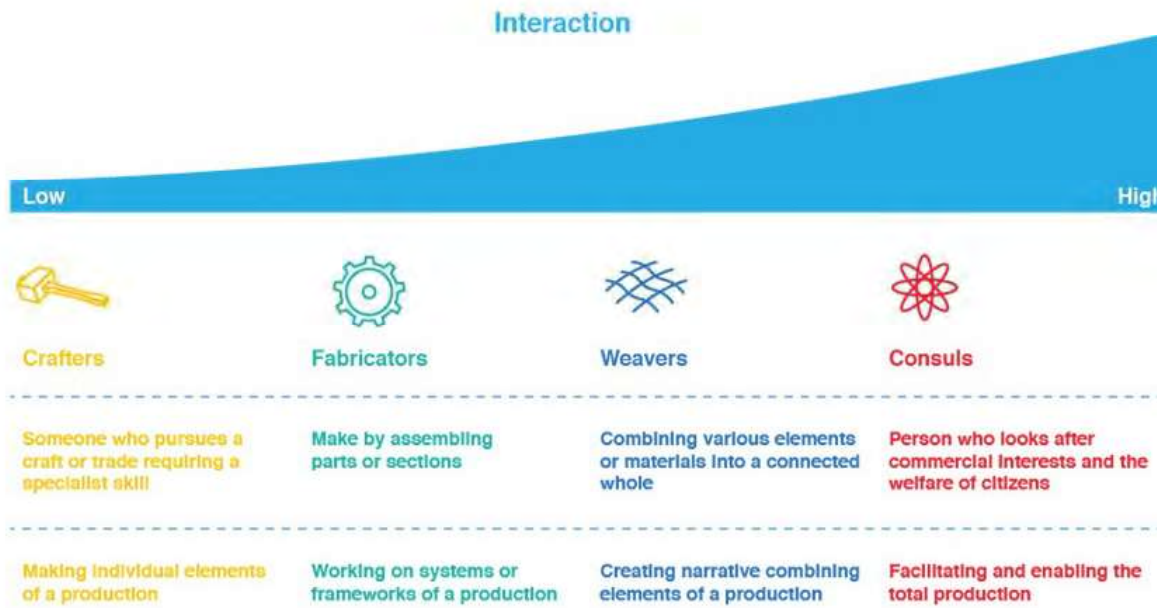 Interaction
Low
High
Crafters
Fabricators
Weavers
Consuls
Someone who pursues a
craft or trade requiring a
specialist skill
Make by assembling
parts or sections
Combining various elements
or materials into a connected
whole
Person who looks after
commercial interests and the
welfare of citizens
Making individual elements
of a production
Working on systems or
frameworks of a production
Creating narrative combining
elements of a production
Facilitating and enabling the
total production